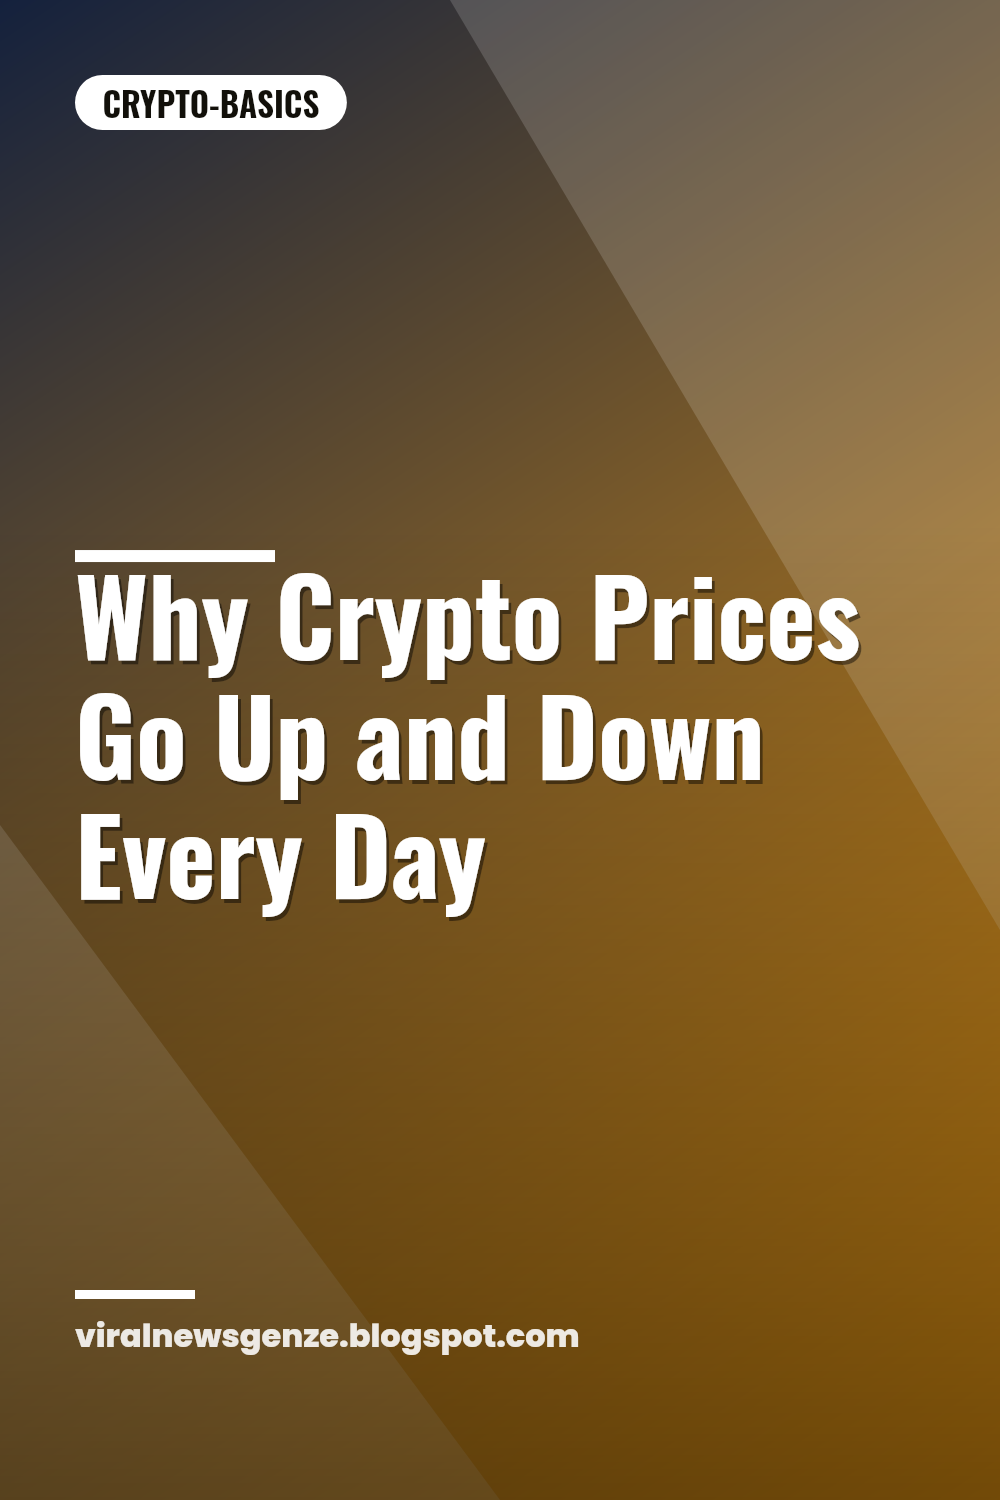 CRYPTO-BASICS
Why Crypto Prices
Go Up and Down
Every Day
viralnewsgenze.blogspot.com